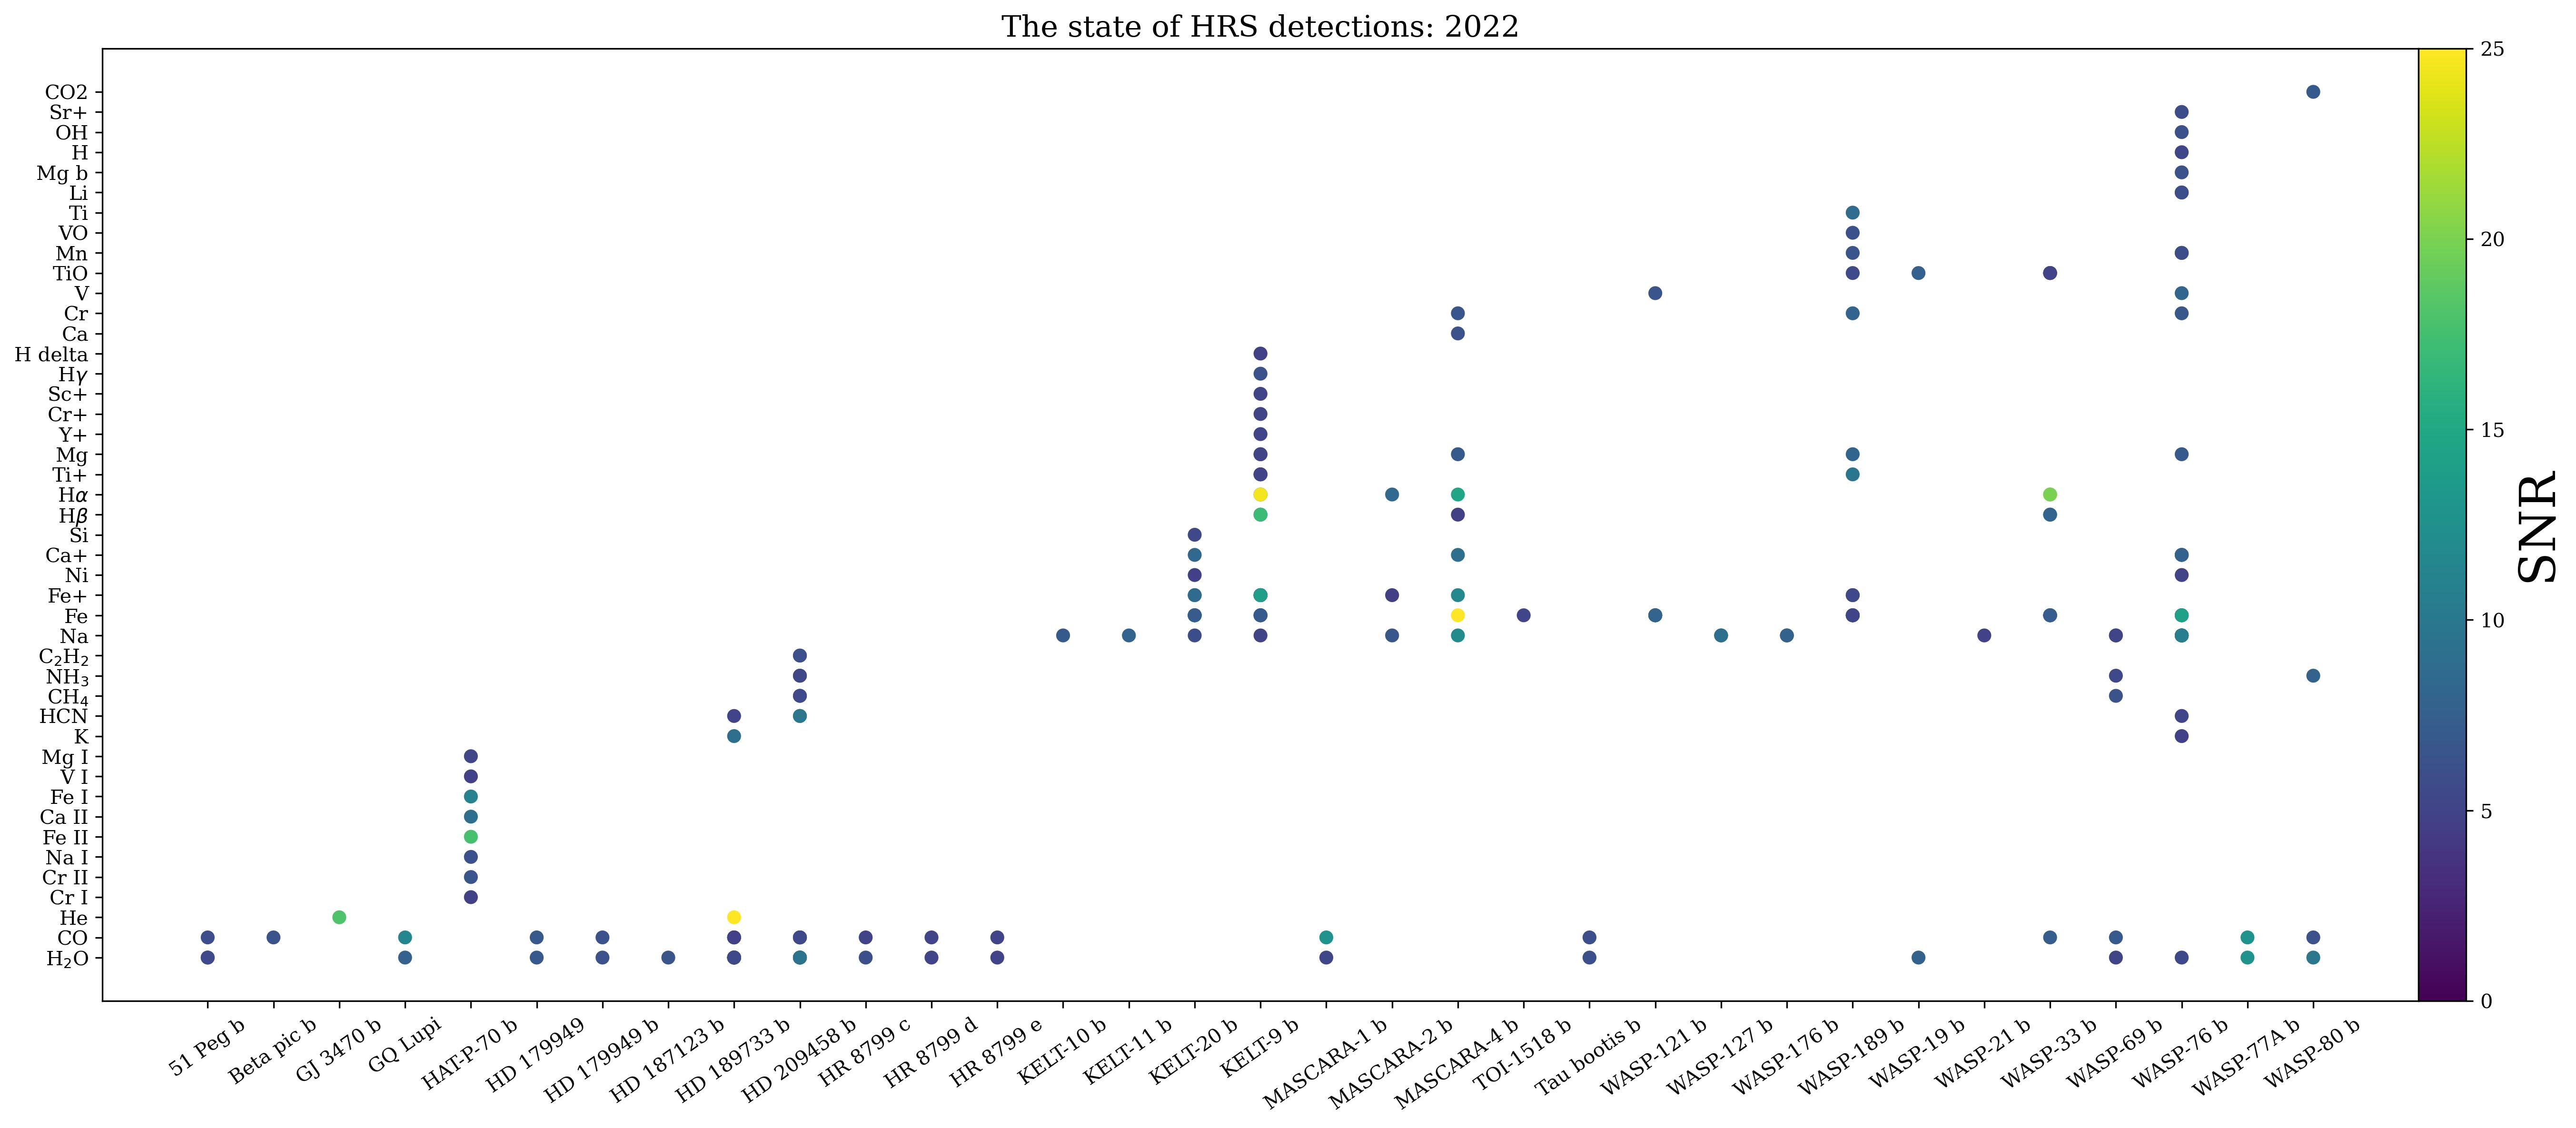 The state of HRS detections: 2022
CO2
Sr+
OH
H
Mg b
Li
Ti
VO
Mn
TiO
V
Cr
Ca
H delta
Hγ
Sc+
Cr+
Y+
Mg
Ti+
Hα
Hβ
Si
Ca+
Ni
Fe+
Fe
Na
C₂H₂
NH₃
CH₄
HCN
K
Mg I
V I
Fe I
Ca II
Fe II
Na I
Cr II
Cr I
He
CO
H₂O
51 Peg b
Beta pic b
GJ 3470 b
GQ Lupi
HAT-P-70 b
HD 179949
HD 179949 b
HD 187123 b
HD 189733 b
HD 209458 b
HR 8799 c
HR 8799 d
HR 8799 e
KELT-10 b
KELT-11 b
KELT-20 b
KELT-9 b
MASCARA-1 b
MASCARA-2 b
MASCARA-4 b
TOI-1518 b
Tau bootis b
WASP-121 b
WASP-127 b
WASP-176 b
WASP-189 b
WASP-19 b
WASP-21 b
WASP-33 b
WASP-69 b
WASP-76 b
WASP-77A b
WASP-80 b
25
20
15
10
5
0
SNR